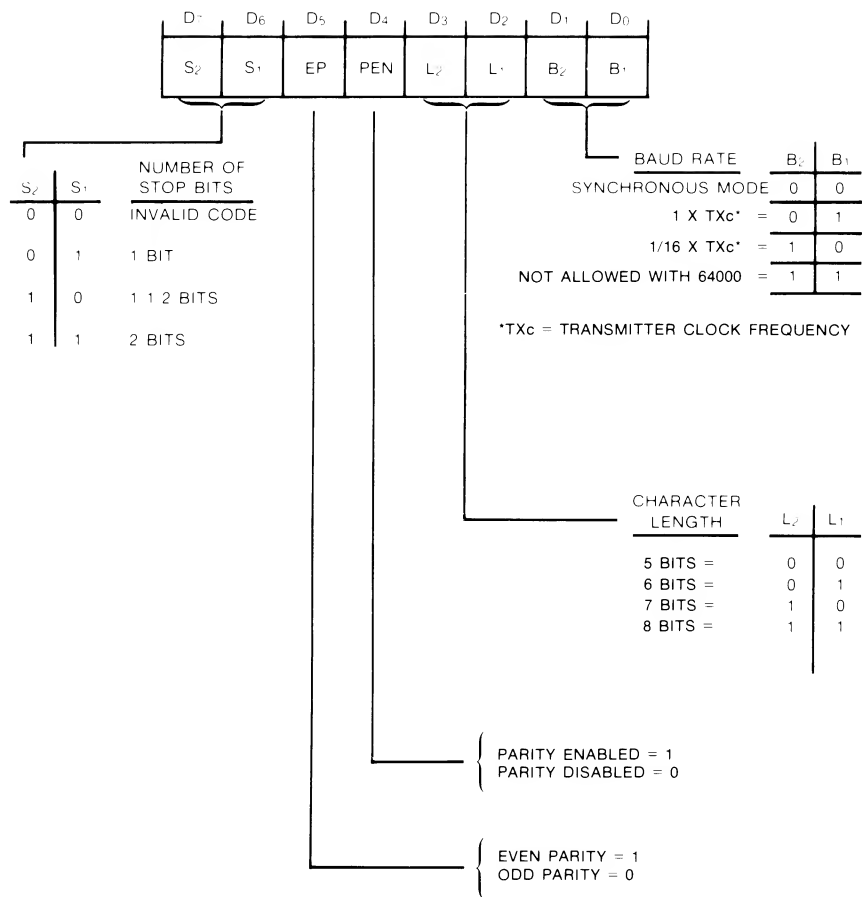 D7 D6 D5 D4 D3 D2 D1 D0
S2 S1 EP PEN L2 L1 B2 B1
NUMBER OF
S2 S1 STOP BITS
0 0 INVALID CODE
0 1 1 BIT
1 0 1 1 2 BITS
1 1 2 BITS
BAUD RATE B2 B1
SYNCHRONOUS MODE 0 0
1 X TXc* = 0 1
1/16 X TXc* = 1 0
NOT ALLOWED WITH 64000 = 1 1
*TXc = TRANSMITTER CLOCK FREQUENCY
CHARACTER
LENGTH L2 L1
5 BITS = 0 0
6 BITS = 0 1
7 BITS = 1 0
8 BITS = 1 1
PARITY ENABLED = 1
PARITY DISABLED = 0
EVEN PARITY = 1
ODD PARITY = 0